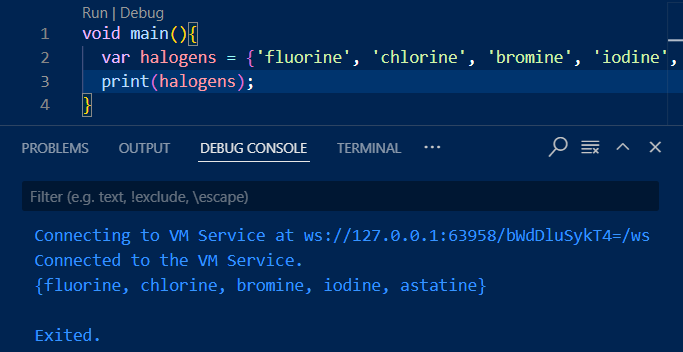 Run | Debug
1 void main(){
2 var halogens = {'fluorine', 'chlorine', 'bromine', 'iodine',
3 print(halogens);
4 }
PROBLEMS OUTPUT DEBUG CONSOLE TERMINAL ···
Filter (e.g. text, !exclude, \escape)
Connecting to VM Service at ws://127.0.0.1:63958/bWdDluSykT4=/ws
Connected to the VM Service.
{fluorine, chlorine, bromine, iodine, astatine}
Exited.